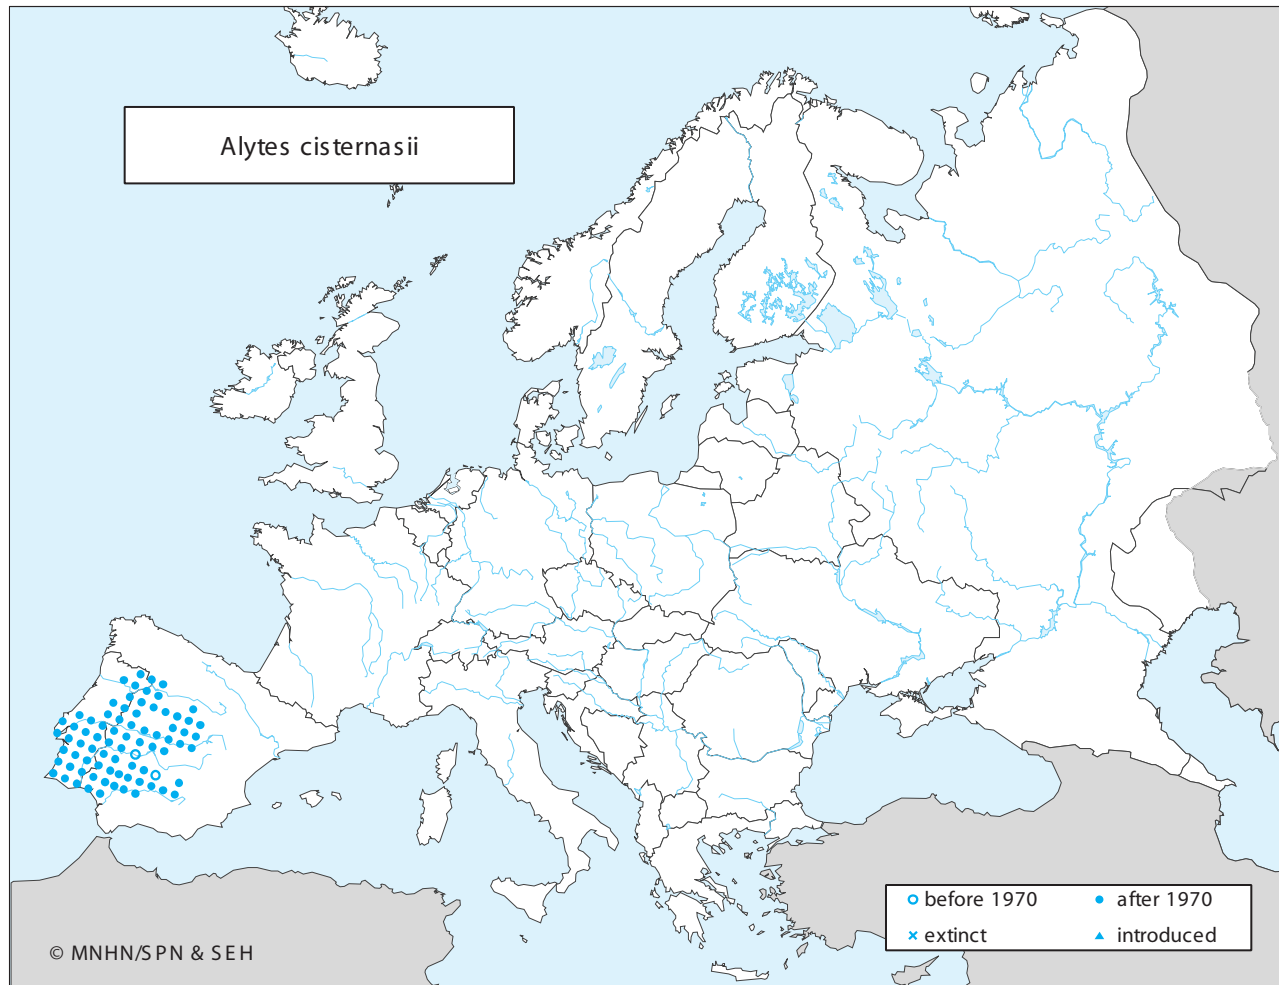 Alytes cisternasii
before 1970
after 1970
extinct
introduced
© MNHN/SPN & SEH